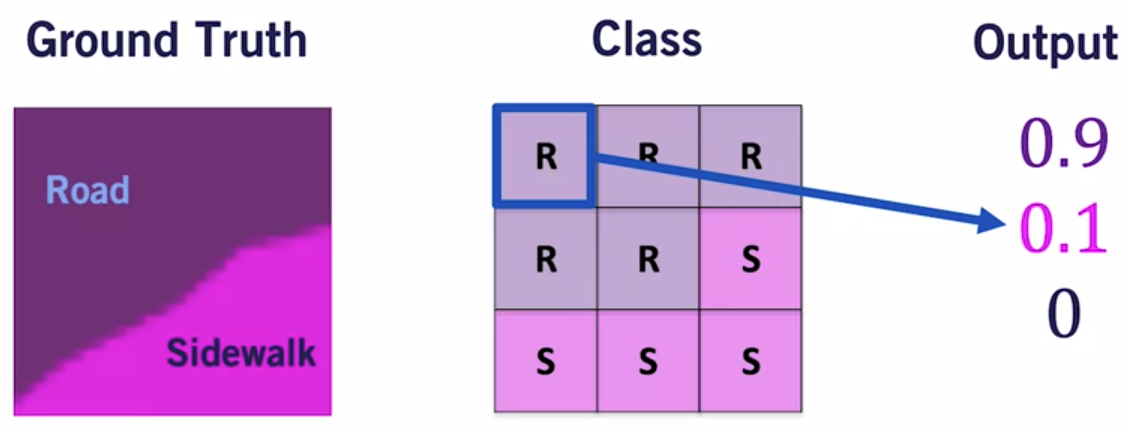 Ground Truth
Class
Output
Road
Sidewalk
R R R
R R S
S S S
0.9
0.1
0